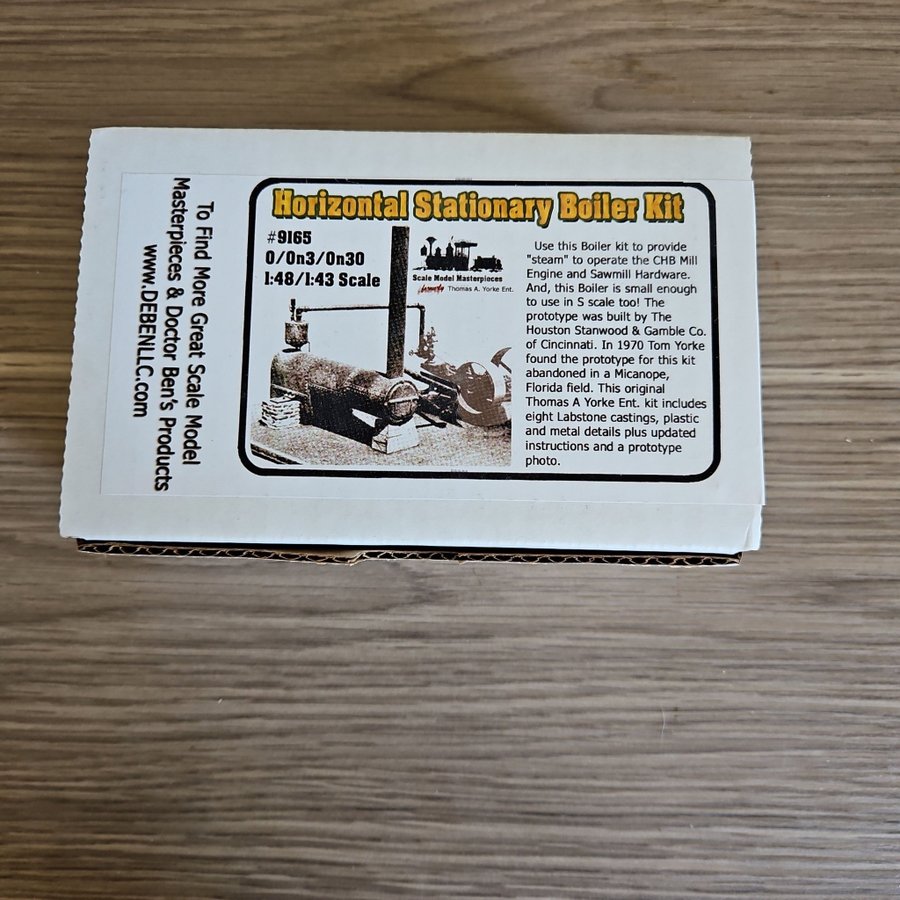 Horizontal Stationary Boiler Kit
#9165
O/On3/On30
1:48/1:43 Scale
Scale Model Masterpieces
Thomas A. Yorke Ent.
Use this Boiler kit to provide
"steam" to operate the CHB Mill
Engine and Sawmill Hardware.
And, this Boiler is small enough
to use in S scale too! The
prototype was built by The
Houston Stanwood & Gamble Co.
of Cincinnati. In 1970 Tom Yorke
found the prototype for this kit
abandoned in a Micanope,
Florida field. This original
Thomas A Yorke Ent. kit includes
eight Labstone castings, plastic
and metal details plus updated
instructions and a prototype
photo.
To Find More Great Scale Model
Masterpieces & Doctor Ben's Products
www.DEBENLLC.com